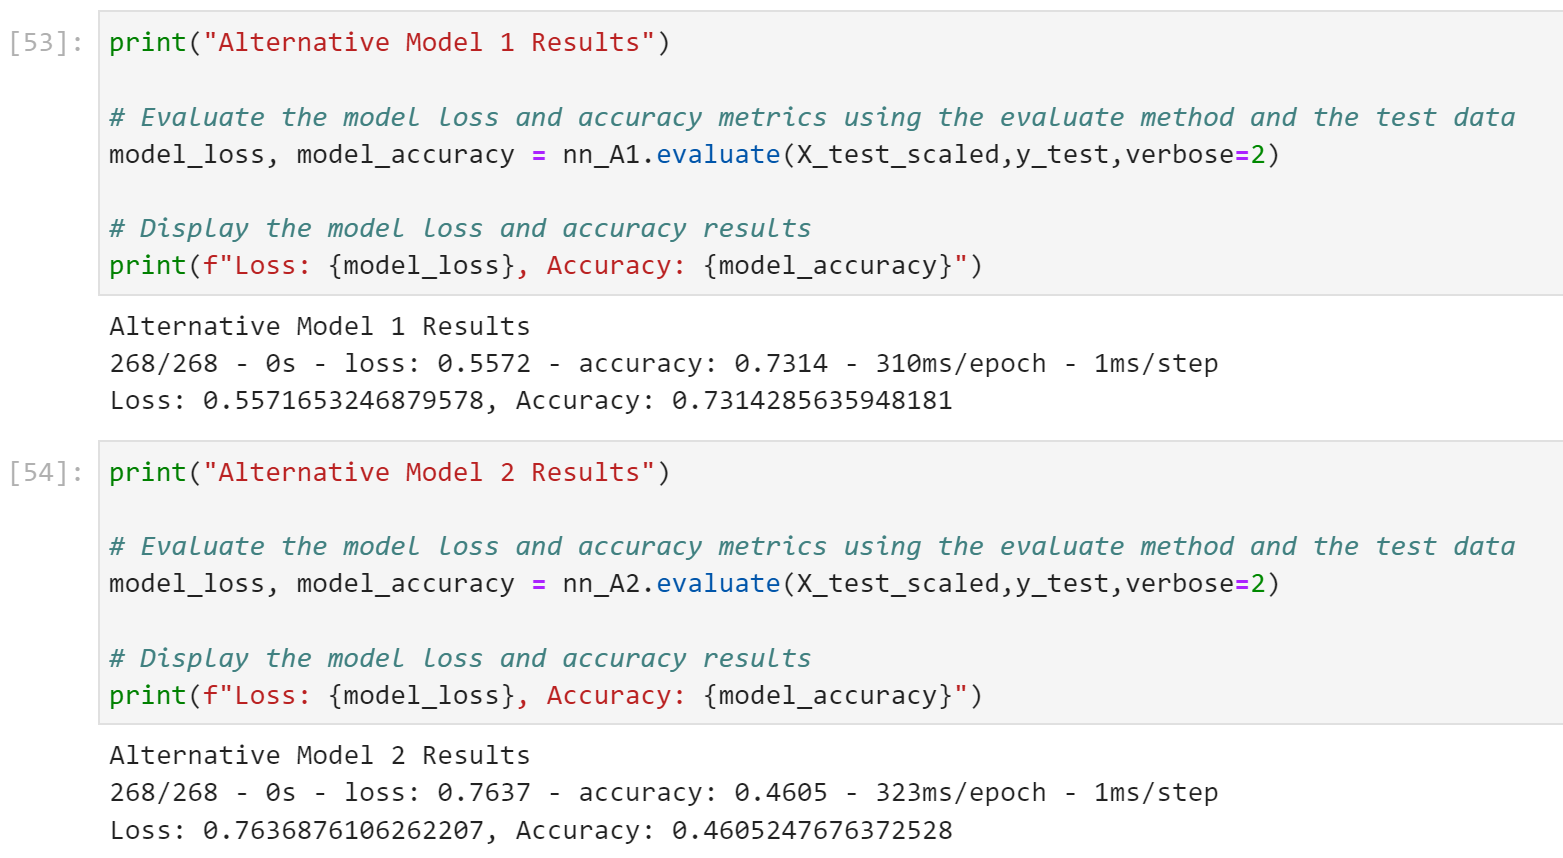 [53]: print("Alternative Model 1 Results")
# Evaluate the model loss and accuracy metrics using the evaluate method and the test data
model_loss, model_accuracy = nn_A1.evaluate(X_test_scaled,y_test,verbose=2)
# Display the model loss and accuracy results
print(f"Loss: {model_loss}, Accuracy: {model_accuracy}")
Alternative Model 1 Results
268/268 - 0s - loss: 0.5572 - accuracy: 0.7314 - 310ms/epoch - 1ms/step
Loss: 0.5571653246879578, Accuracy: 0.7314285635948181
[54]: print("Alternative Model 2 Results")
# Evaluate the model loss and accuracy metrics using the evaluate method and the test data
model_loss, model_accuracy = nn_A2.evaluate(X_test_scaled,y_test,verbose=2)
# Display the model loss and accuracy results
print(f"Loss: {model_loss}, Accuracy: {model_accuracy}")
Alternative Model 2 Results
268/268 - 0s - loss: 0.7637 - accuracy: 0.4605 - 323ms/epoch - 1ms/step
Loss: 0.7636876106262207, Accuracy: 0.4605247676372528